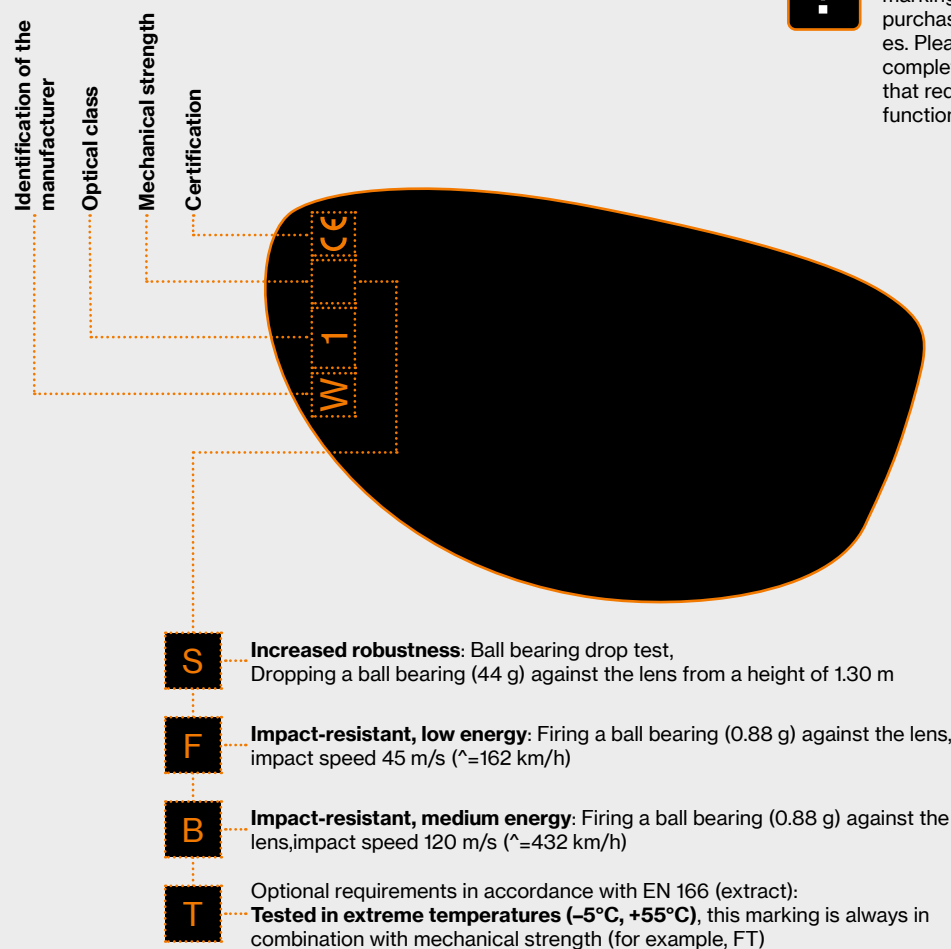 purchas
es. Plea
comple
that rec
function
Identification of the
manufacturer
Optical class
Mechanical strength
Certification
CE
1
W
S
Increased robustness: Ball bearing drop test,
Dropping a ball bearing (44 g) against the lens from a height of 1.30 m
F
Impact-resistant, low energy: Firing a ball bearing (0.88 g) against the lens,
impact speed 45 m/s (^=162 km/h)
B
Impact-resistant, medium energy: Firing a ball bearing (0.88 g) against the
lens,impact speed 120 m/s (^=432 km/h)
T
Optional requirements in accordance with EN 166 (extract):
Tested in extreme temperatures (–5°C, +55°C), this marking is always in
combination with mechanical strength (for example, FT)